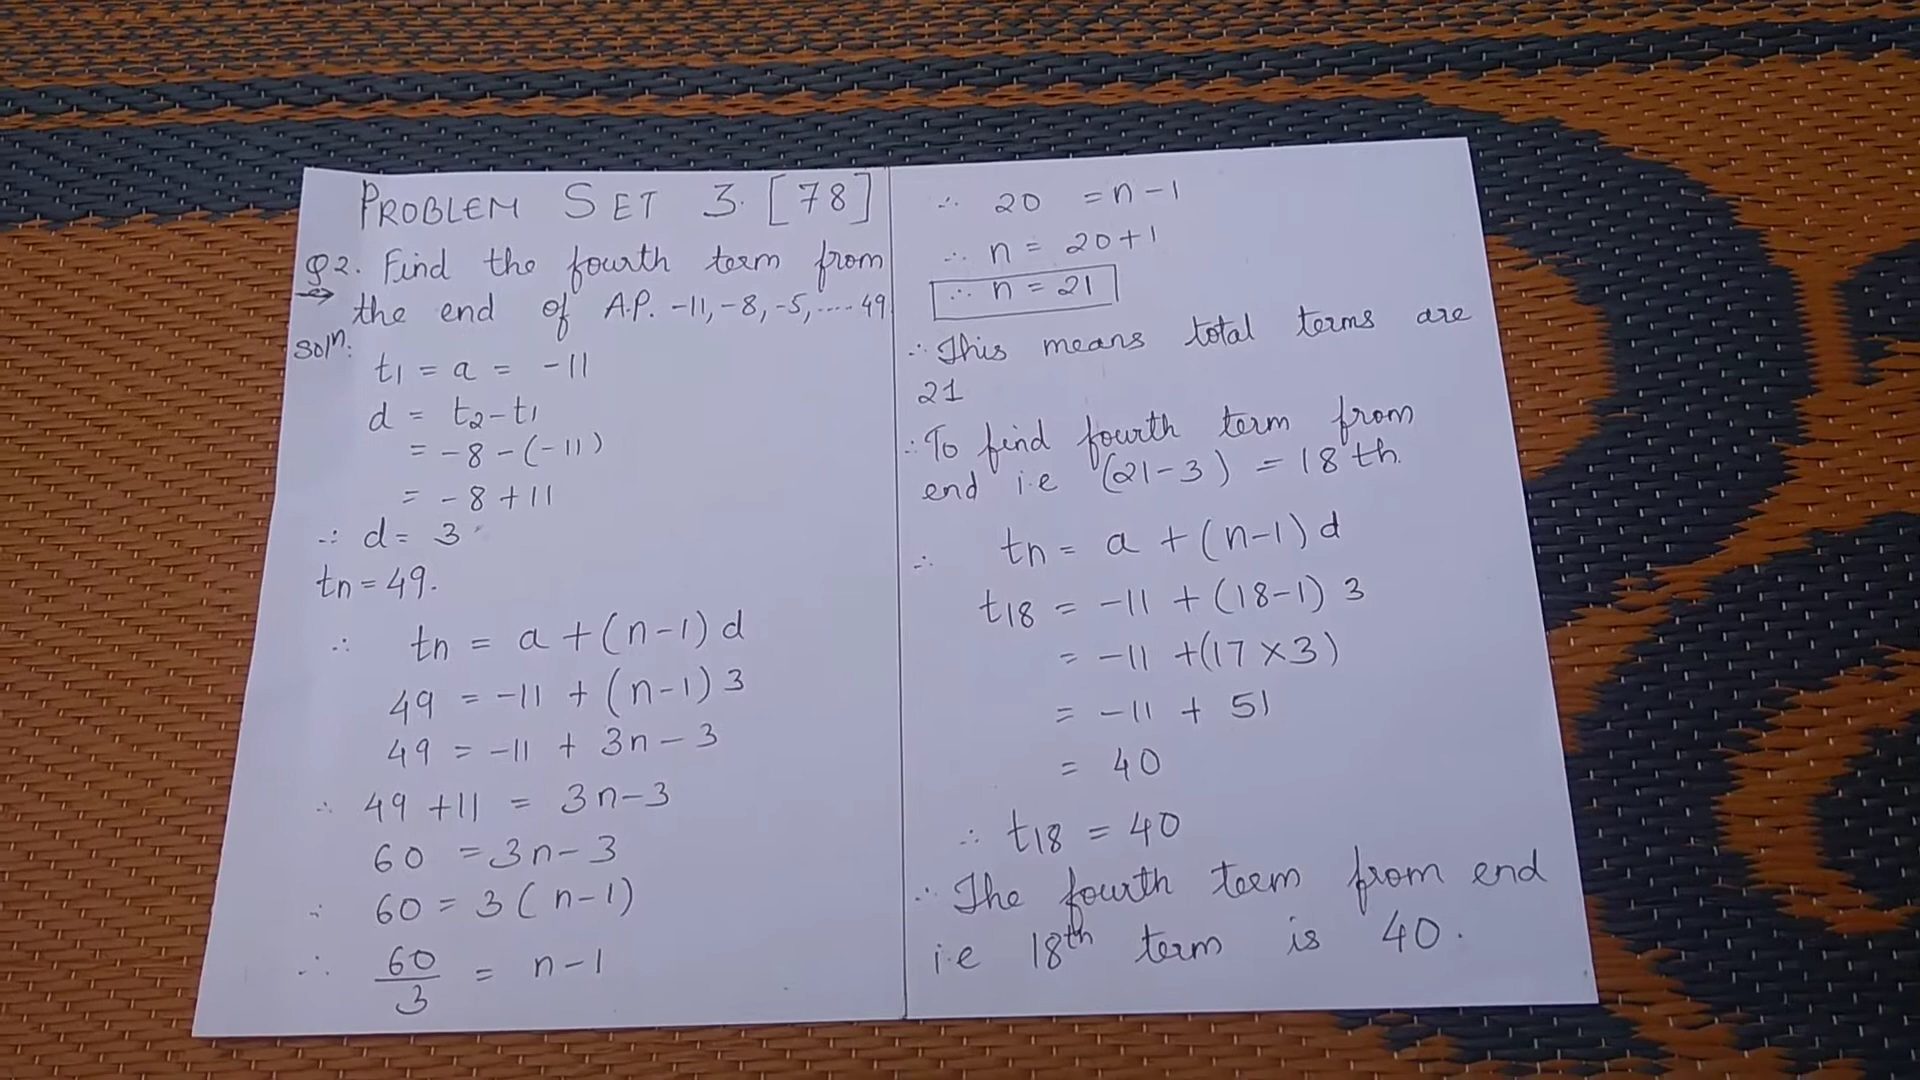 PROBLEM SET 3. [78]
Q2. Find the fourth term from
the end of A.P. -11, -8, -5, .... 49
Soln:
t1 = a = -11
d = t2 - t1
= -8 - (-11)
= -8 + 11
∴ d = 3
tn = 49.
∴ tn = a + (n-1) d
49 = -11 + (n-1) 3
49 = -11 + 3n - 3
∴ 49 + 11 = 3n - 3
60 = 3n - 3
∴ 60 = 3 (n-1)
∴ 60/3 = n - 1
∴ 20 = n - 1
∴ n = 20 + 1
∴ n = 21
∴ This means total terms are
21
∴ To find fourth term from
end i.e (21-3) = 18th.
∴ tn = a + (n-1) d
t18 = -11 + (18-1) 3
= -11 + (17 × 3)
= -11 + 51
= 40
∴ t18 = 40
∴ The fourth term from end
i.e 18th term is 40.